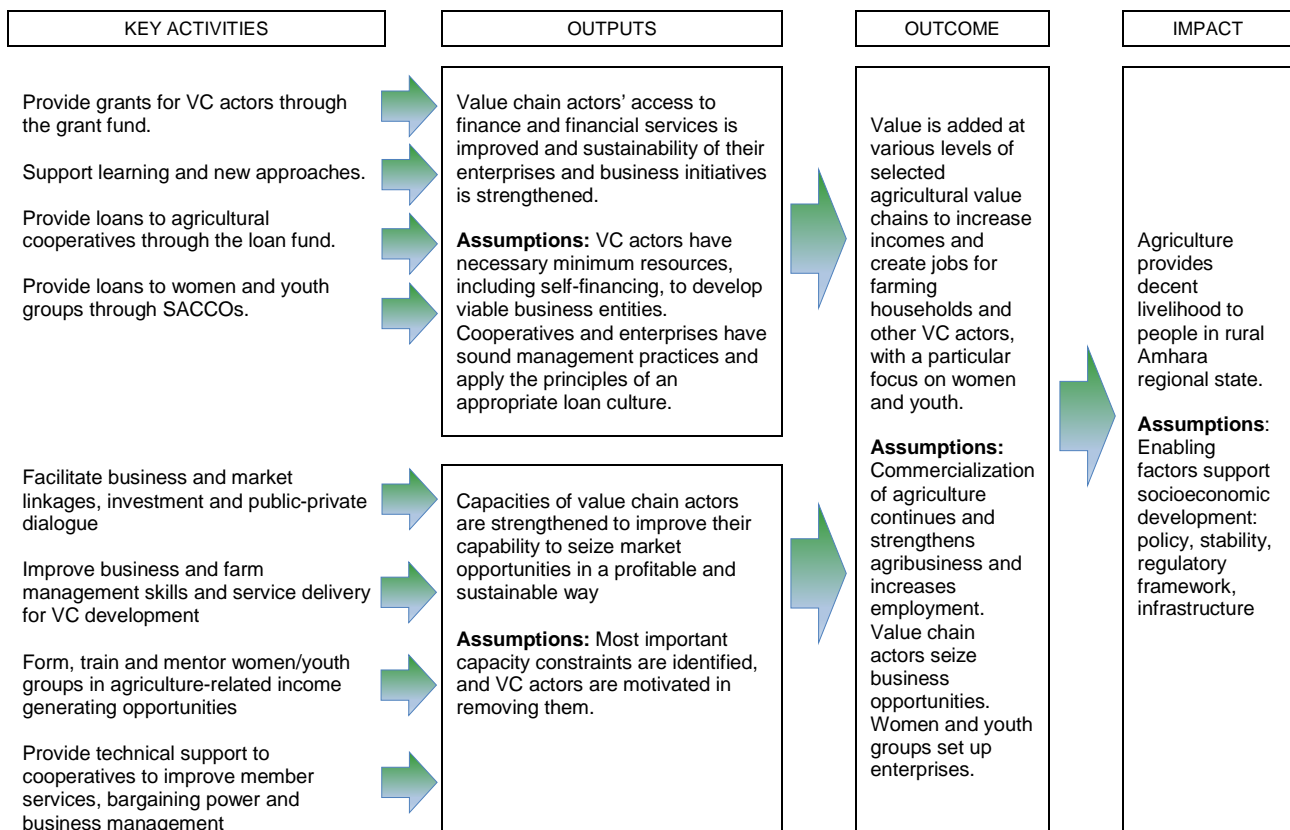 KEY ACTIVITIES
OUTPUTS
OUTCOME
IMPACT
Provide grants for VC actors through
the grant fund.
Support learning and new approaches.
Provide loans to agricultural
cooperatives through the loan fund.
Provide loans to women and youth
groups through SACCOs.
Facilitate business and market
linkages, investment and public-private
dialogue
Improve business and farm
management skills and service delivery
for VC development
Form, train and mentor women/youth
groups in agriculture-related income
generating opportunities
Provide technical support to
cooperatives to improve member
services, bargaining power and
business management
Value chain actors’ access to
finance and financial services is
improved and sustainability of their
enterprises and business initiatives
is strengthened.
Assumptions: VC actors have
necessary minimum resources,
including self-financing, to develop
viable business entities.
Cooperatives and enterprises have
sound management practices and
apply the principles of an
appropriate loan culture.
Capacities of value chain actors
are strengthened to improve their
capability to seize market
opportunities in a profitable and
sustainable way
Assumptions: Most important
capacity constraints are identified,
and VC actors are motivated in
removing them.
Value is added at
various levels of
selected
agricultural value
chains to increase
incomes and
create jobs for
farming
households and
other VC actors,
with a particular
focus on women
and youth.
Assumptions:
Commercialization
of agriculture
continues and
strengthens
agribusiness and
increases
employment.
Value chain
actors seize
business
opportunities.
Women and youth
groups set up
enterprises.
Agriculture
provides
decent
livelihood to
people in rural
Amhara
regional state.
Assumptions:
Enabling
factors support
socioeconomic
development:
policy, stability,
regulatory
framework,
infrastructure